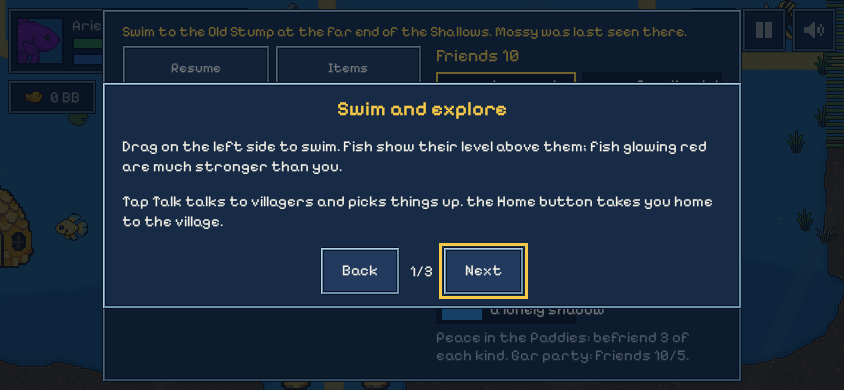 Arie
0 BB
Swim to the Old Stump at the far end of the Shallows. Mossy was last seen there.
Resume
Items
Friends 10
Swim and explore
Drag on the left side to swim. Fish show their level above them; fish glowing red
are much stronger than you.
Tap Talk talks to villagers and picks things up. the Home button takes you home
to the village.
Back
1/3
Next
a lonely shadow
Peace in the Paddies: befriend 3 of
each kind. Gar party: Friends 10/5.